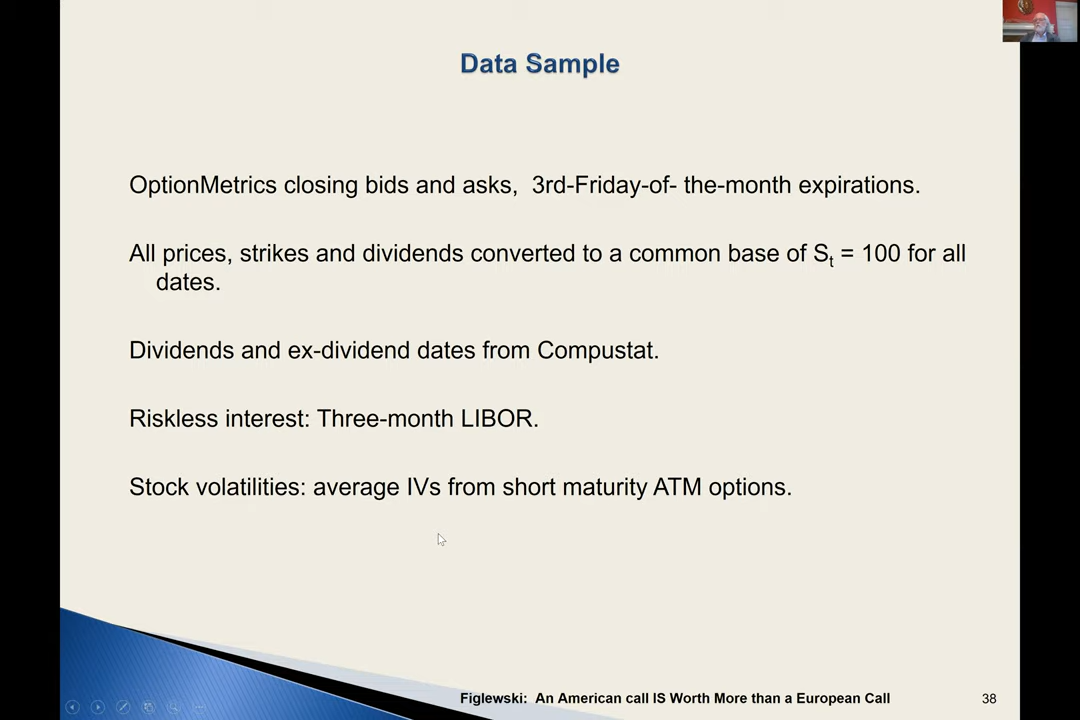 Data Sample
OptionMetrics closing bids and asks,  3rd-Friday-of- the-month expirations.
All prices, strikes and dividends converted to a common base of St = 100 for all
dates.
Dividends and ex-dividend dates from Compustat.
Riskless interest: Three-month LIBOR.
Stock volatilities: average IVs from short maturity ATM options.
Figlewski:  An American call IS Worth More than a European Call
38